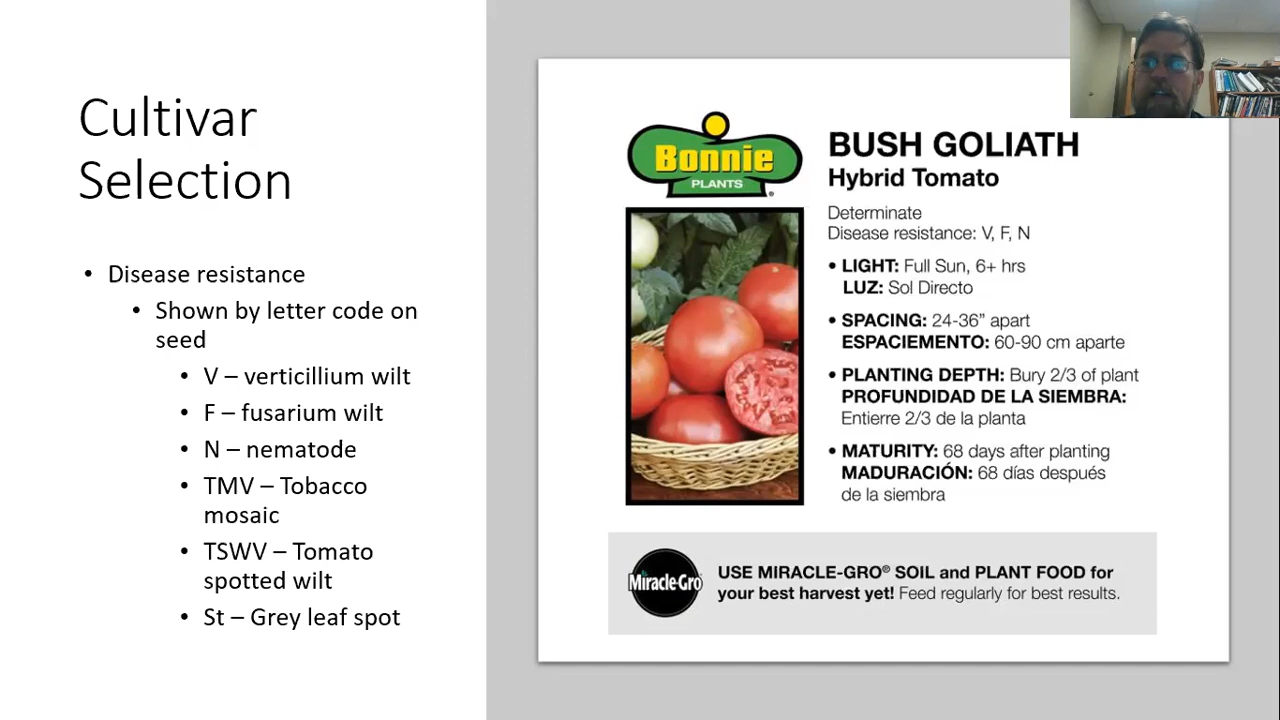 Cultivar
Selection
• Disease resistance
• Shown by letter code on
seed
• V – verticillium wilt
• F – fusarium wilt
• N – nematode
• TMV – Tobacco
mosaic
• TSWV – Tomato
spotted wilt
• St – Grey leaf spot
Bonnie
PLANTS®
BUSH GOLIATH
Hybrid Tomato
Determinate
Disease resistance: V, F, N
• LIGHT: Full Sun, 6+ hrs
LUZ: Sol Directo
• SPACING: 24-36” apart
ESPACIEMENTO: 60-90 cm aparte
• PLANTING DEPTH: Bury 2/3 of plant
PROFUNDIDAD DE LA SIEMBRA:
Entierre 2/3 de la planta
• MATURITY: 68 days after planting
MADURACIÓN: 68 días después
de la siembra
Miracle-Gro
USE MIRACLE-GRO® SOIL and PLANT FOOD for
your best harvest yet! Feed regularly for best results.